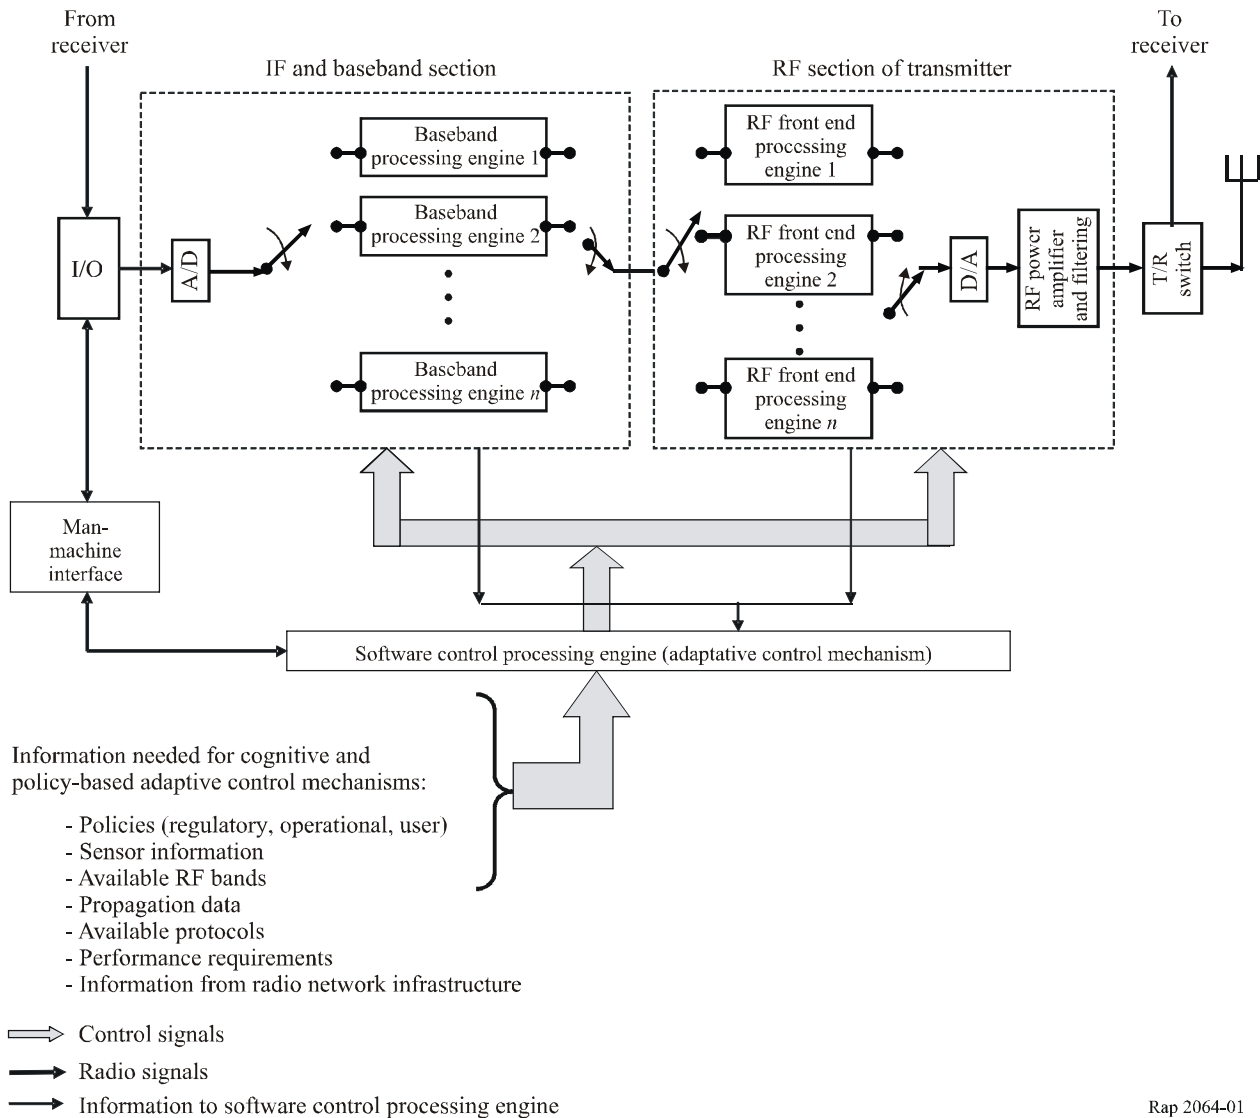 From
receiver
To
receiver
IF and baseband section
RF section of transmitter
I/O
A/D
Baseband
processing engine 1
Baseband
processing engine 2
Baseband
processing engine n
RF front end
processing
engine 1
RF front end
processing
engine 2
RF front end
processing
engine n
D/A
RF power
amplifier
and filtering
T/R
switch
Man-
machine
interface
Software control processing engine (adaptative control mechanism)
Information needed for cognitive and
policy-based adaptive control mechanisms:
- Policies (regulatory, operational, user)
- Sensor information
- Available RF bands
- Propagation data
- Available protocols
- Performance requirements
- Information from radio network infrastructure
Control signals
Radio signals
Information to software control processing engine
Rap 2064-01